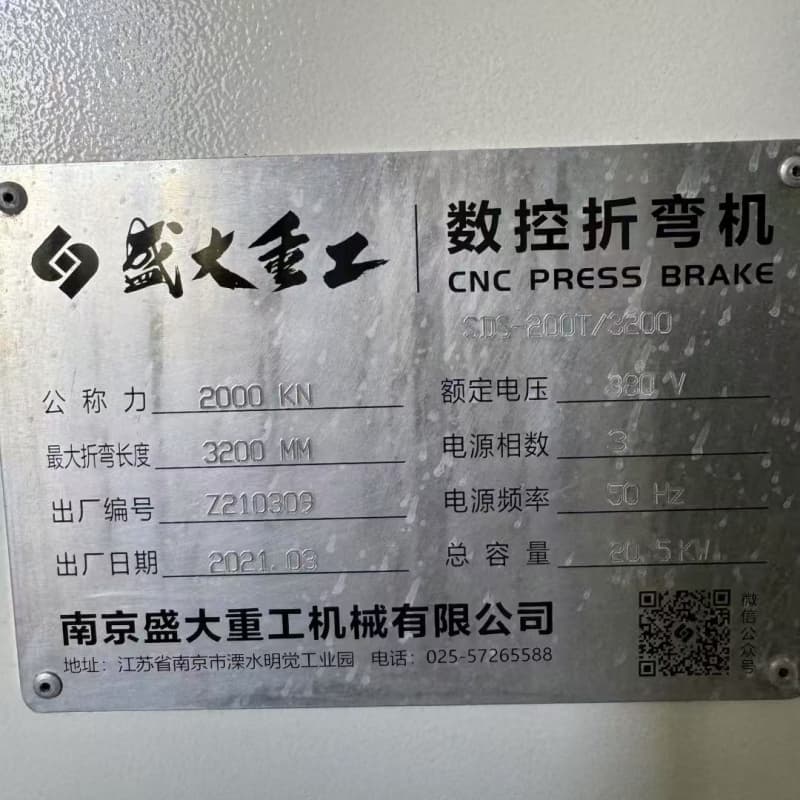 盛大重工
数控折弯机
CNC PRESS BRAKE
SDS-200T/3200
公称力 2000 KN
额定电压 380 V
最大折弯长度 3200 MM
电源相数 3
出厂编号 Z210309
电源频率 50 Hz
出厂日期 2021.03
总容量 20.5KW
南京盛大重工机械有限公司
地址：江苏省南京市溧水明觉工业园 电话：025-57265588
微信公众号